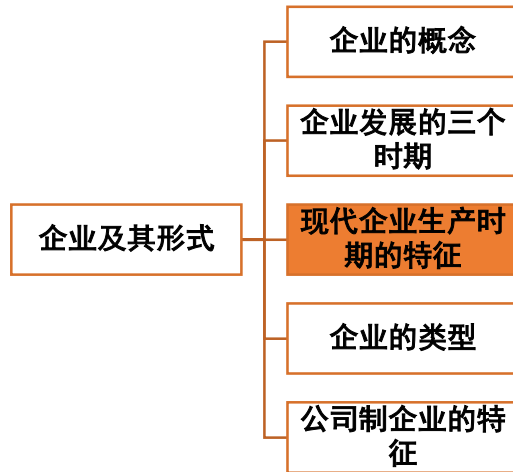 企业的概念
企业发展的三个
时期
企业及其形式
现代企业生产时
期的特征
企业的类型
公司制企业的特
征